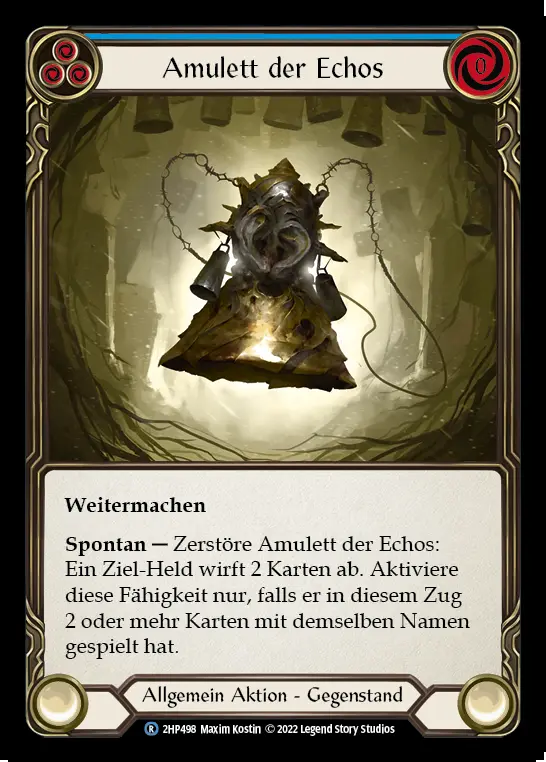 Amulett der Echos
0
Weitermachen
Spontan — Zerstöre Amulett der Echos:
Ein Ziel-Held wirft 2 Karten ab. Aktiviere
diese Fähigkeit nur, falls er in diesem Zug
2 oder mehr Karten mit demselben Namen
gespielt hat.
Allgemein Aktion - Gegenstand
R 2HP498 Maxim Kostin © 2022 Legend Story Studios